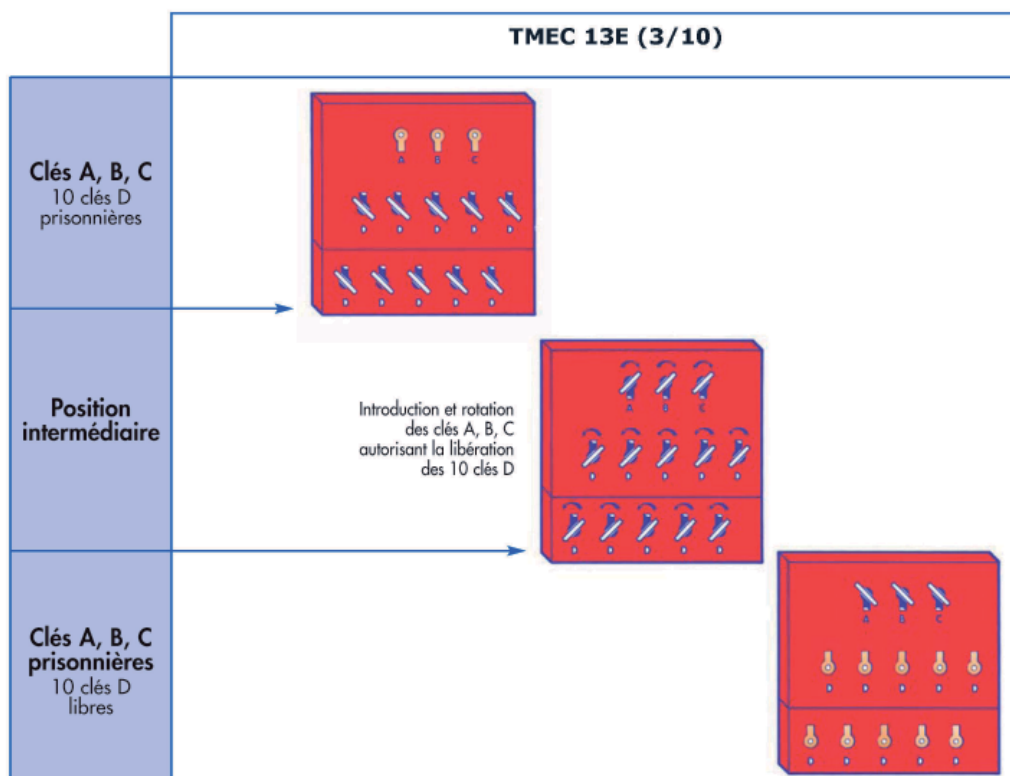 TMEC 13E (3/10)
Clés A, B, C
10 clés D
prisonnières
A B C
D D D D D
D D D D D
Position
intermédiaire
Introduction et rotation
des clés A, B, C
autorisant la libération
des 10 clés D
A B C
D D D D D
D D D D D
Clés A, B, C
prisonnières
10 clés D
libres
A B C
D D D D D
D D D D D